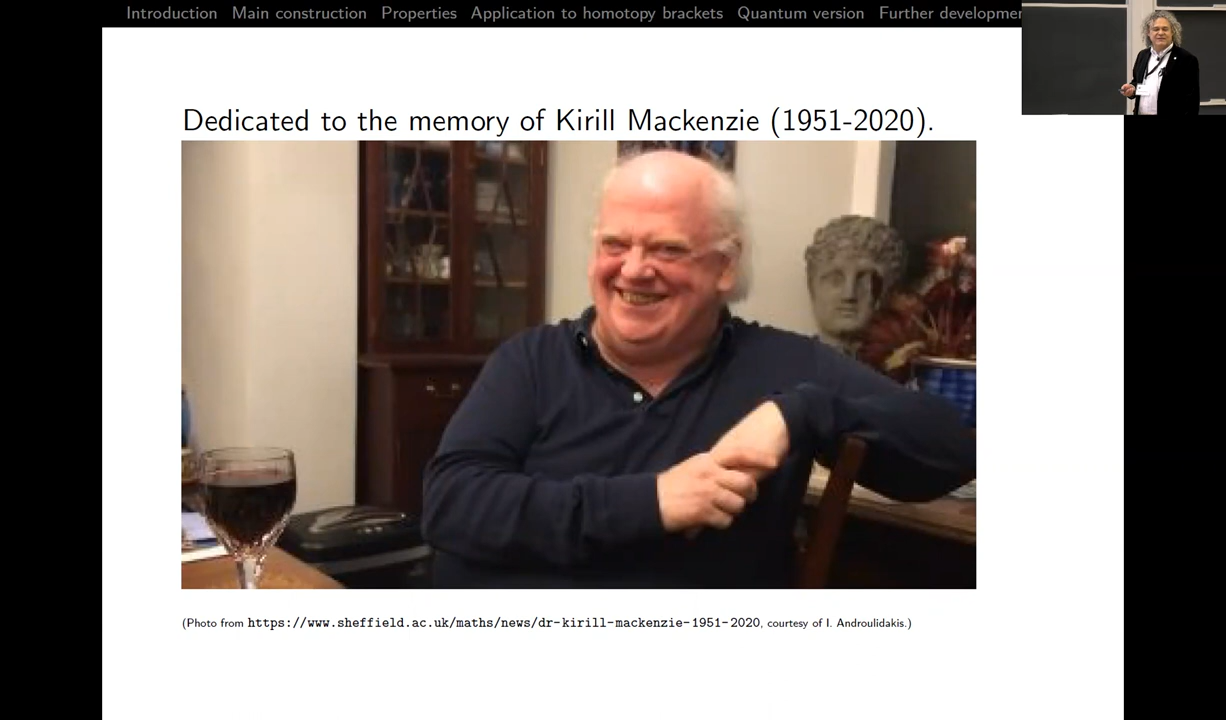 Introduction Main construction Properties Application to homotopy brackets Quantum version Further
Dedicated to the memory of Kirill Mackenzie (1951-2020).
(Photo from https://www.sheffield.ac.uk/maths/news/dr-kirill-mackenzie-1951-2020, courtesy of I. Androulidakis.)